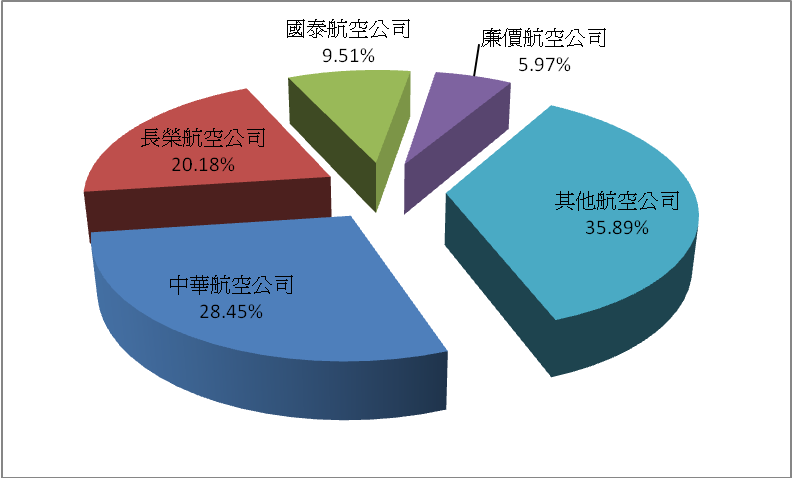 國泰航空公司
9.51%
廉價航空公司
5.97%
長榮航空公司
20.18%
其他航空公司
35.89%
中華航空公司
28.45%